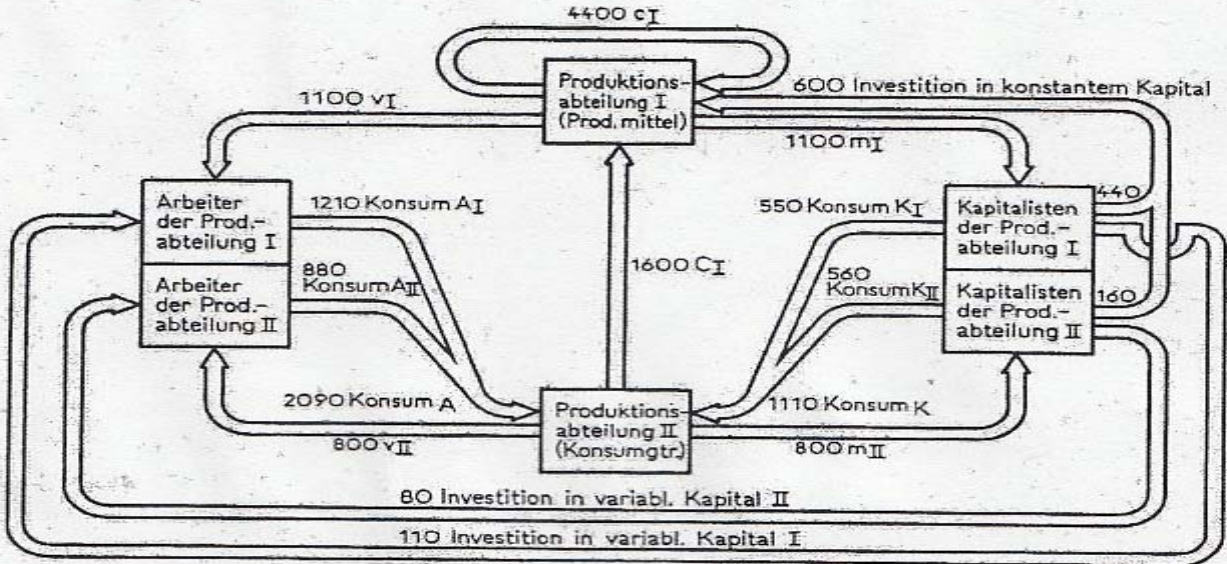 4400 cI
Produktions-
abteilung I
(Prod. mittel)
600 Investition in konstantem Kapital
1100 vI
1100 mI
Arbeiter
der Prod.-
abteilung I
1210 Konsum AI
550 Konsum KI
Kapitalisten
der Prod.-
abteilung I
440
1600 CI
Arbeiter
der Prod.-
abteilung II
880
Konsum AII
560
Konsum KII
Kapitalisten
der Prod.-
abteilung II
160
2090 Konsum A
800 vII
Produktions-
abteilung II
(Konsumgtr.)
1110 Konsum K
800 mII
80 Investition in variabl. Kapital II
110 Investition in variabl. Kapital I